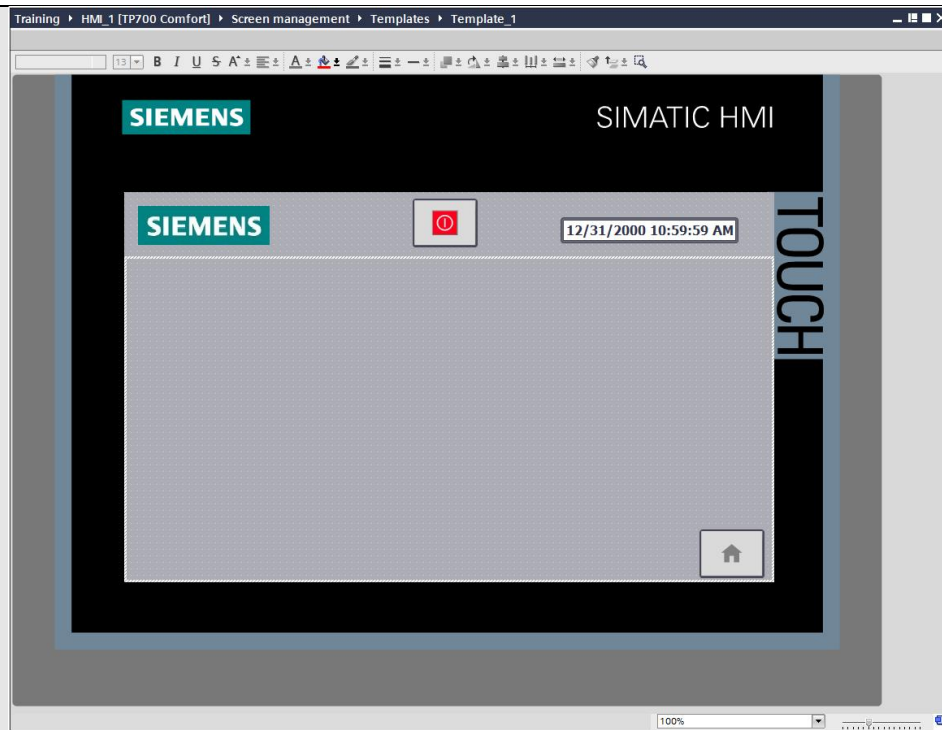 Training ▸ HMI_1 [TP700 Comfort] ▸ Screen management ▸ Templates ▸ Template_1
13 B I U S A A
SIEMENS SIMATIC HMI
SIEMENS 12/31/2000 10:59:59 AM
TOUCH
100%